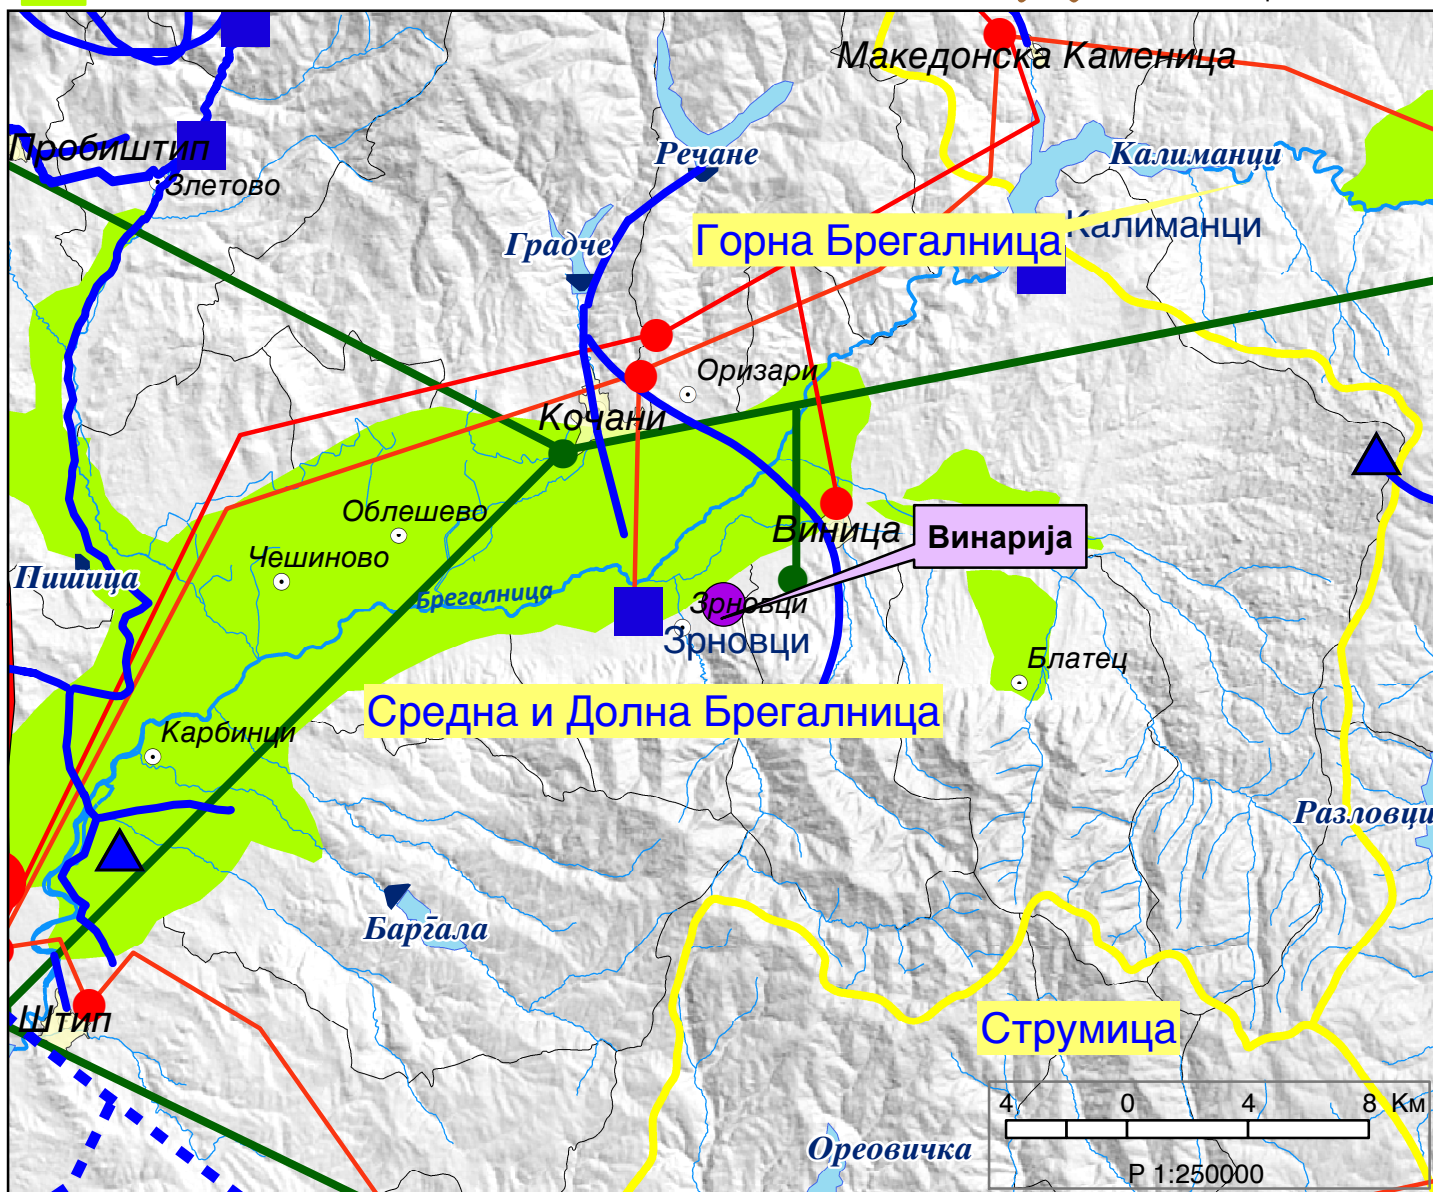 Македонска Каменица
Пробиштип
Злетово
Речане
Калиманци
Градче
Горна Брегалница
Калиманци
Оризари
Кочани
Облешево
Чешиново
Виница
Винарија
Пишица
Брегалница
Зрновци
Зрновци
Блатец
Средна и Долна Брегалница
Карбинци
Разловци
Баргала
Штип
Струмица
4 0 4 8 Км
Р 1:250000
Ореовичка